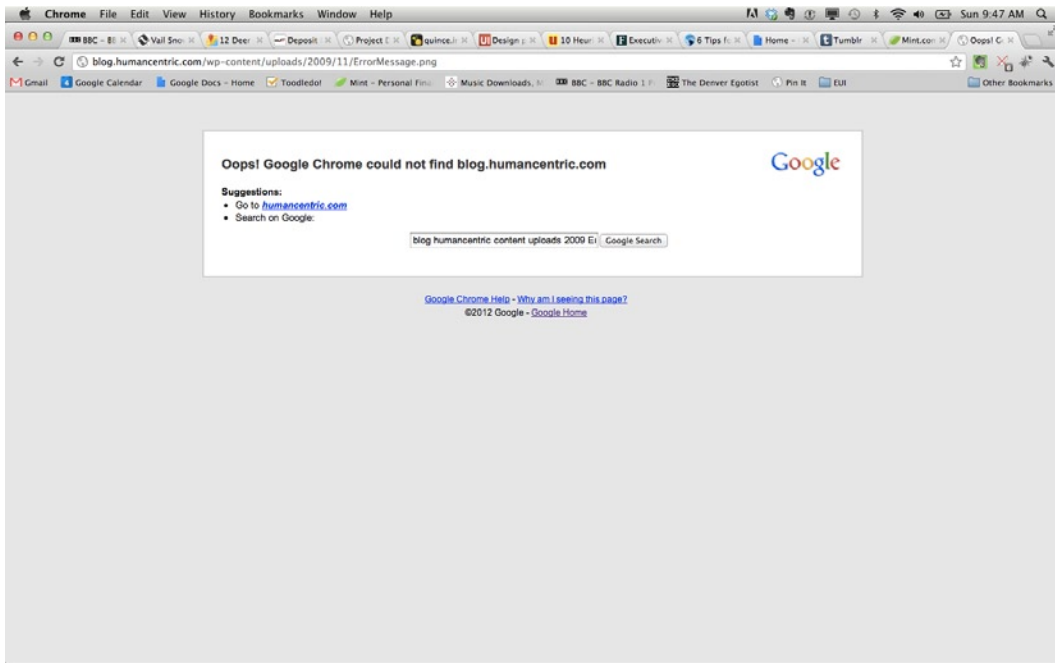 Chrome File Edit View History Bookmarks Window Help Sun 9:47 AM
BBC - Vail 12 Deer Deposit Project quince. Design 10 Heuri Executiv 6 Tips Home - Tumblr Mint.con Oops!
blog.humancentric.com/wp-content/uploads/2009/11/ErrorMessage.png
Gmail Google Calendar Google Docs - Home Toodledo! Mint - Personal Fina Music Downloads, BBC - BBC Radio 1 The Denver Egotist Pin It EUI Other Bookmarks
Oops! Google Chrome could not find blog.humancentric.com
Google
Suggestions:
• Go to humancentric.com
• Search on Google:
blog humancentric content uploads 2009 Google Search
Google Chrome Help - Why am I seeing this page?
©2012 Google - Google Home